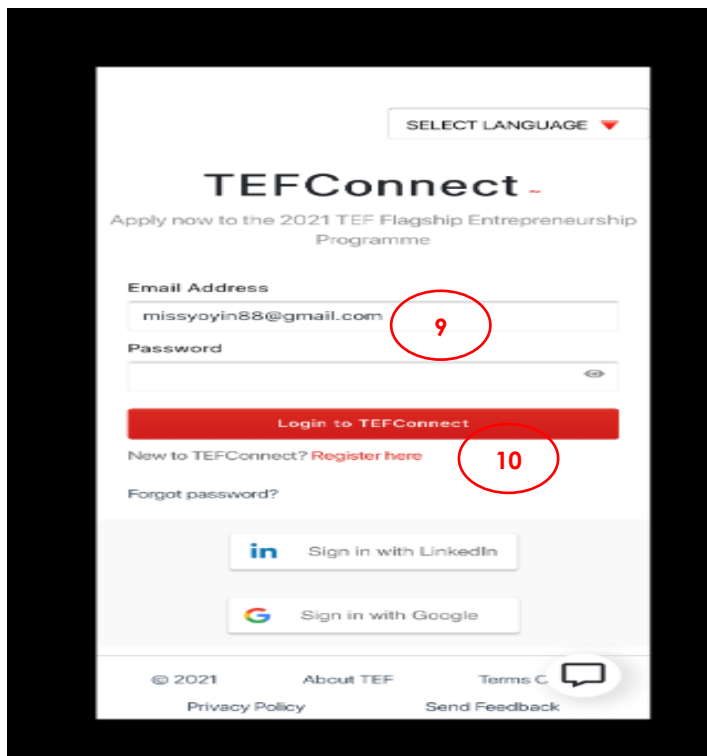 SELECT LANGUAGE
TEFConnect
Apply now to the 2021 TEF Flagship Entrepreneurship
Programme
Email Address
missyoyin88@gmail.com
9
Password
Login to TEFConnect
New to TEFConnect? Register here
10
Forgot password?
in Sign in with LinkedIn
G Sign in with Google
© 2021 About TEF Terms
Privacy Policy Send Feedback